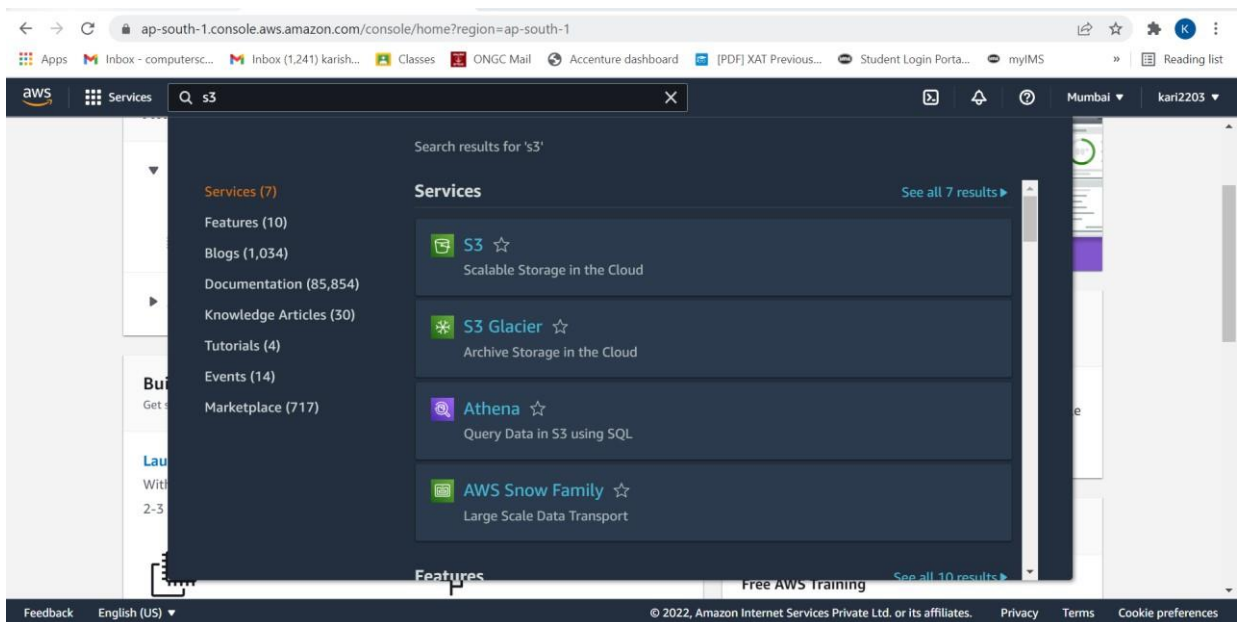 ap-south-1.console.aws.amazon.com/console/home?region=ap-south-1
K
Apps Inbox - computersc... Inbox (1,241) karish... Classes ONGC Mail Accenture dashboard [PDF] XAT Previous... Student Login Porta... myIMS » Reading list
aws Services s3 Mumbai kari2203
Search results for 's3'
Services (7)
Features (10)
Blogs (1,034)
Documentation (85,854)
Knowledge Articles (30)
Tutorials (4)
Events (14)
Marketplace (717)
Services See all 7 results
S3
Scalable Storage in the Cloud
S3 Glacier
Archive Storage in the Cloud
Athena
Query Data in S3 using SQL
AWS Snow Family
Large Scale Data Transport
Features See all 10 results
Bui
Get s
Lau
With
2-3
e
Free AWS Training
Feedback English (US) © 2022, Amazon Internet Services Private Ltd. or its affiliates. Privacy Terms Cookie preferences